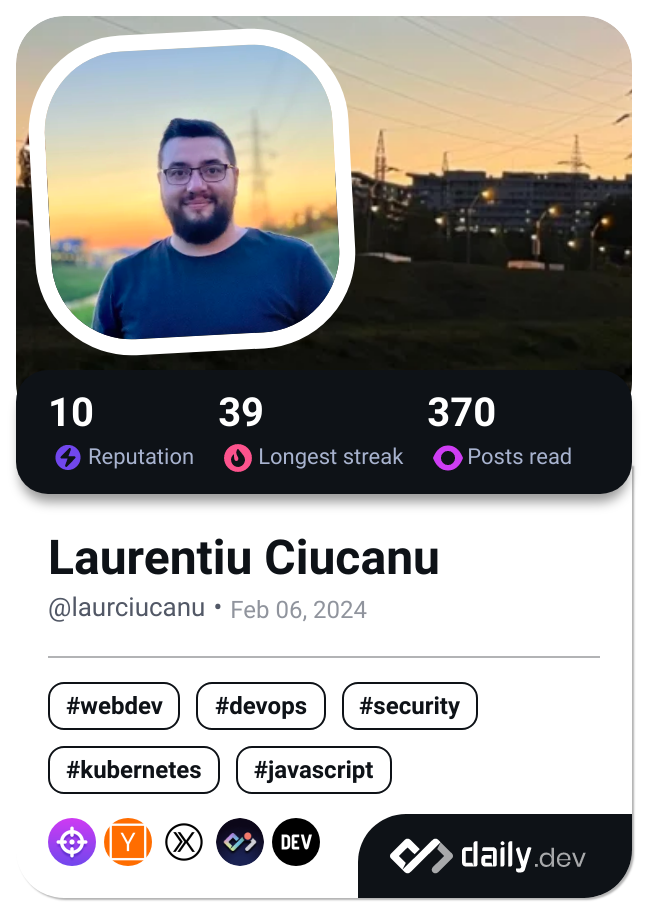 10 39 370
Reputation Longest streak Posts read
Laurentiu Ciucanu
@laurciucanu • Feb 06, 2024
#webdev #devops #security
#kubernetes #javascript
Y DEV daily.dev